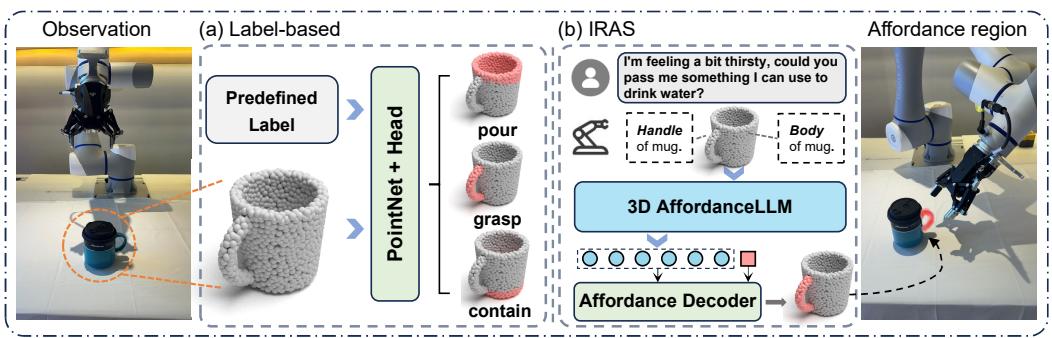 Observation
(a) Label-based
(b) IRAS
Affordance region
Predefined
Label
PointNet + Head
pour
grasp
contain
I'm feeling a bit thirsty, could you
pass me something I can use to
drink water?
Handle
of mug.
Body
of mug.
3D AffordanceLLM
Affordance Decoder